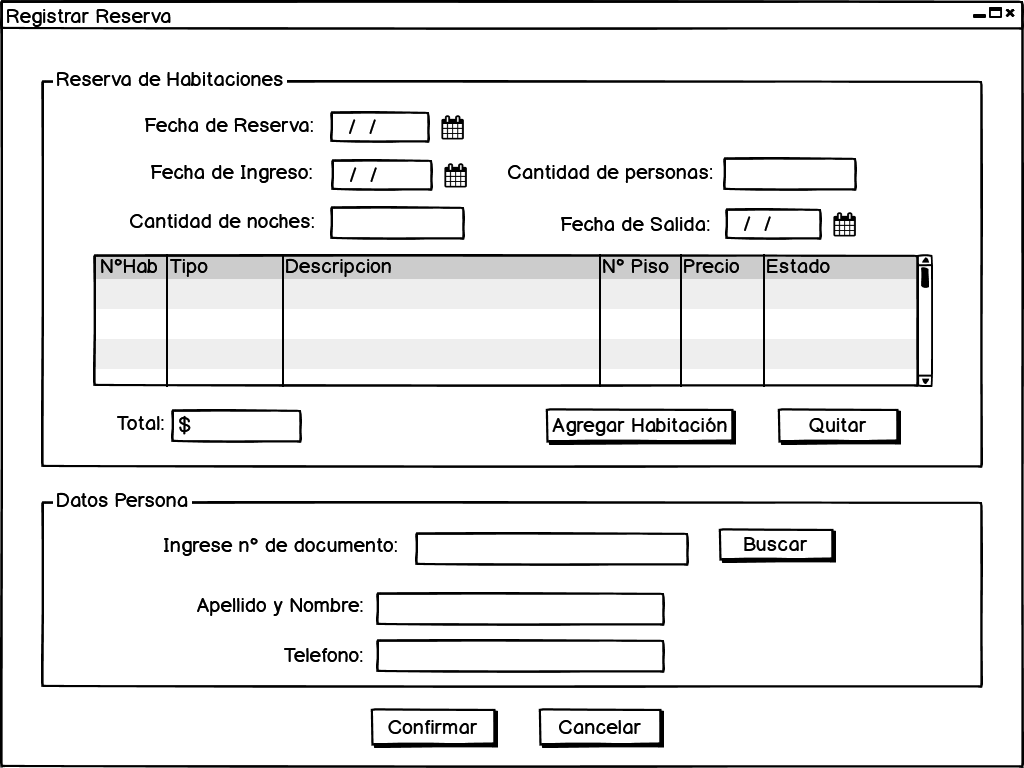 Registrar Reserva
Reserva de Habitaciones
Fecha de Reserva: / /
Fecha de Ingreso: / / Cantidad de personas:
Cantidad de noches: Fecha de Salida: / /
N°Hab Tipo Descripcion N° Piso Precio Estado
Total: $ Agregar Habitación Quitar
Datos Persona
Ingrese n° de documento: Buscar
Apellido y Nombre:
Telefono:
Confirmar Cancelar